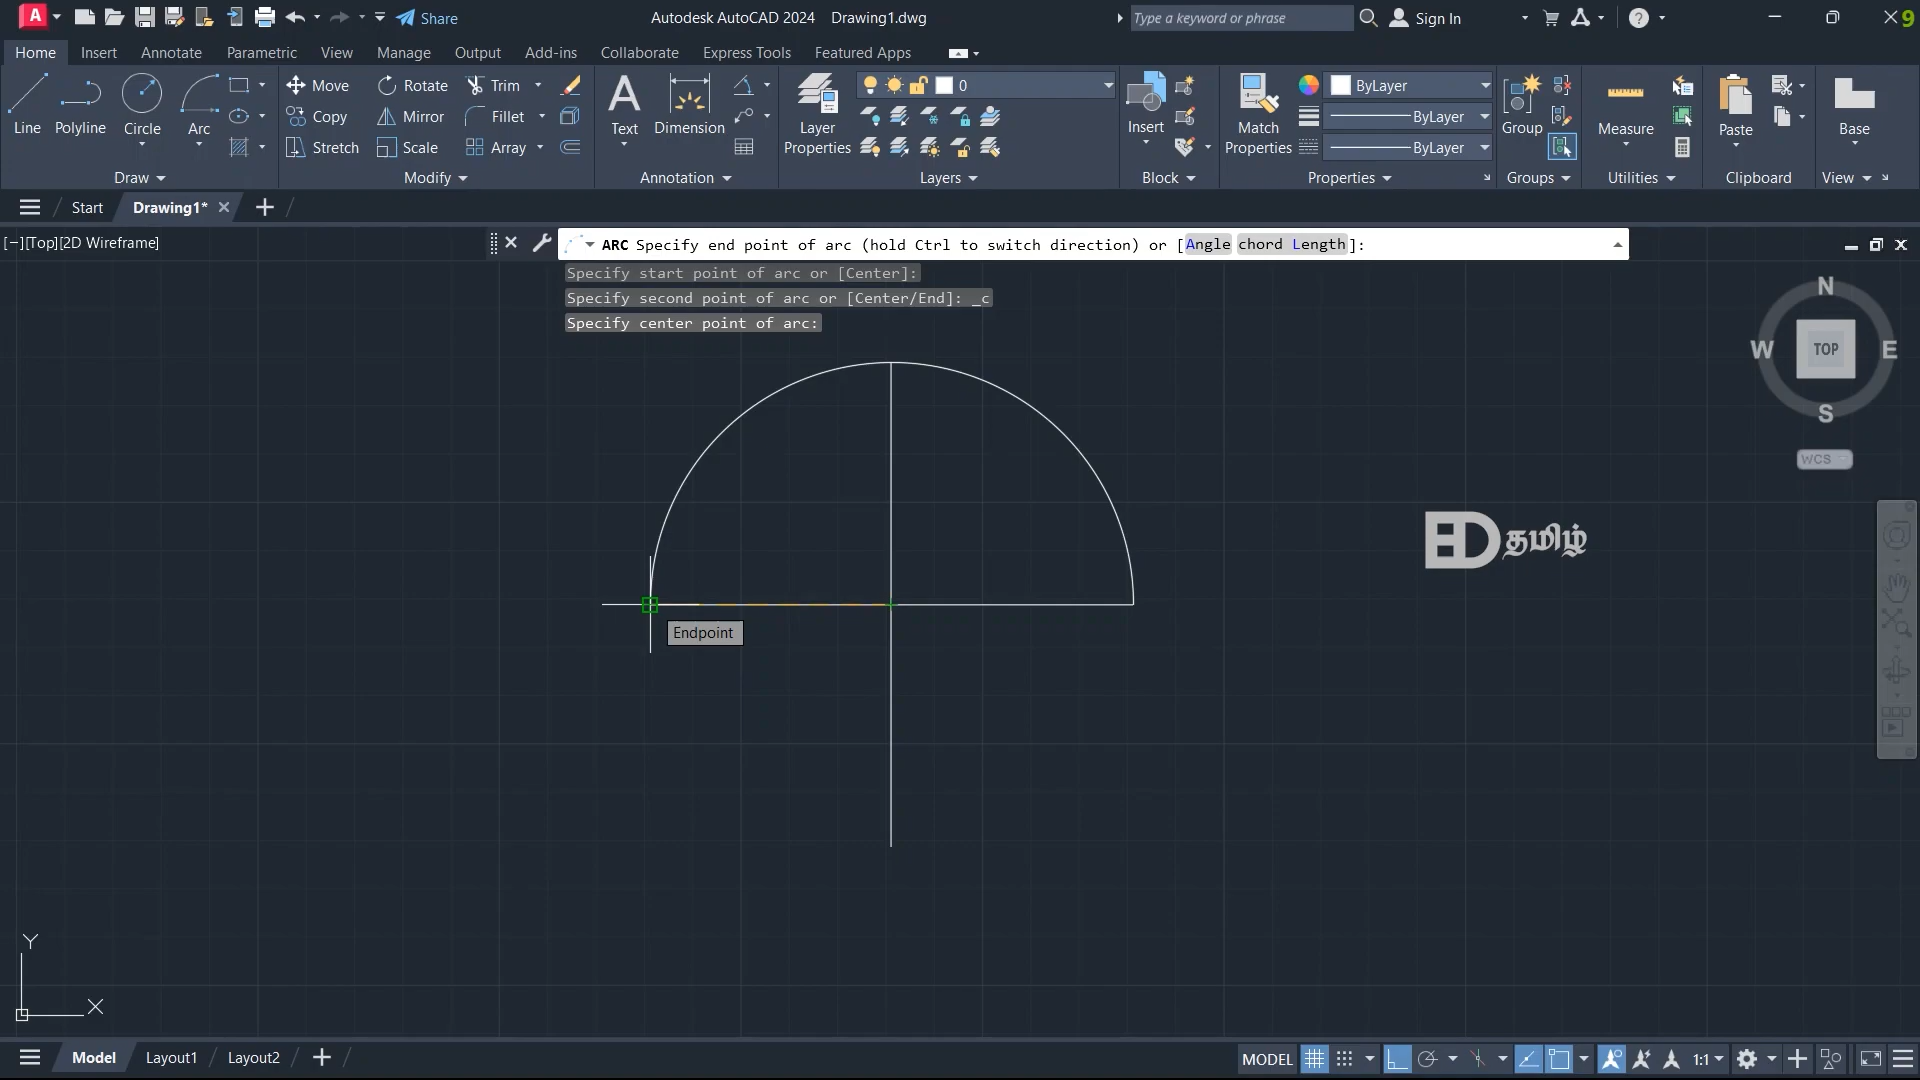 Share
Autodesk AutoCAD 2024 Drawing1.dwg
Type a keyword or phrase
Sign In
9
Home Insert Annotate Parametric View Manage Output Add-ins Collaborate Express Tools Featured Apps
Line Polyline Circle Arc
Draw
Move Rotate Trim
Copy Mirror Fillet
Stretch Scale Array
Modify
Text Dimension
Annotation
Layer Properties
0
Layers
Insert
Block
Match Properties
ByLayer
ByLayer
ByLayer
Properties
Group
Groups
Measure
Utilities
Paste
Clipboard
Base
View
Start Drawing1*
[−][Top][2D Wireframe]
ARC Specify end point of arc (hold Ctrl to switch direction) or [Angle chord Length]:
Specify start point of arc or [Center]:
Specify second point of arc or [Center/End]: _c
Specify center point of arc:
N
W TOP E
S
WCS
ED தமிழ்
Endpoint
Y
X
Model Layout1 Layout2
MODEL
1:1